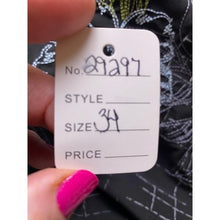 No. 29297
STYLE
SIZE 34
PRICE